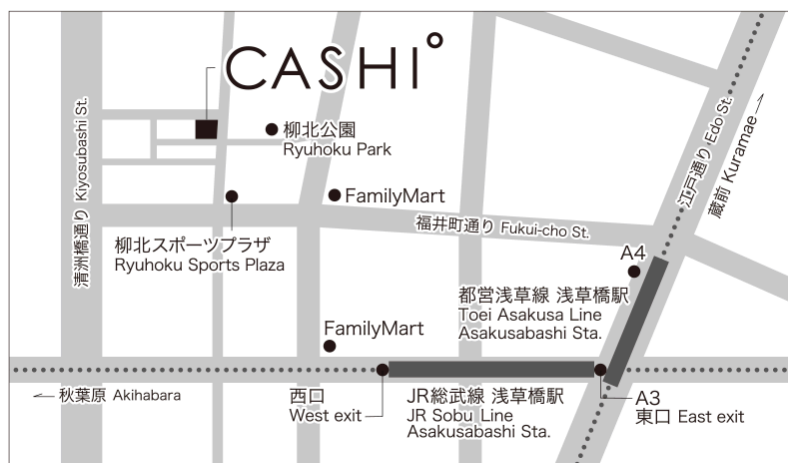 CASHI°
柳北公園
Ryuhoku Park
清洲橋通り Kiyosubashi St.
江戸通り Edo St.
蔵前 Kuramae
FamilyMart
福井町通り Fukui-cho St.
柳北スポーツプラザ
Ryuhoku Sports Plaza
A4
都営浅草線 浅草橋駅
Toei Asakusa Line
Asakusabashi Sta.
FamilyMart
秋葉原 Akihabara
西口
West exit
JR総武線 浅草橋駅
JR Sobu Line
Asakusabashi Sta.
A3
東口 East exit